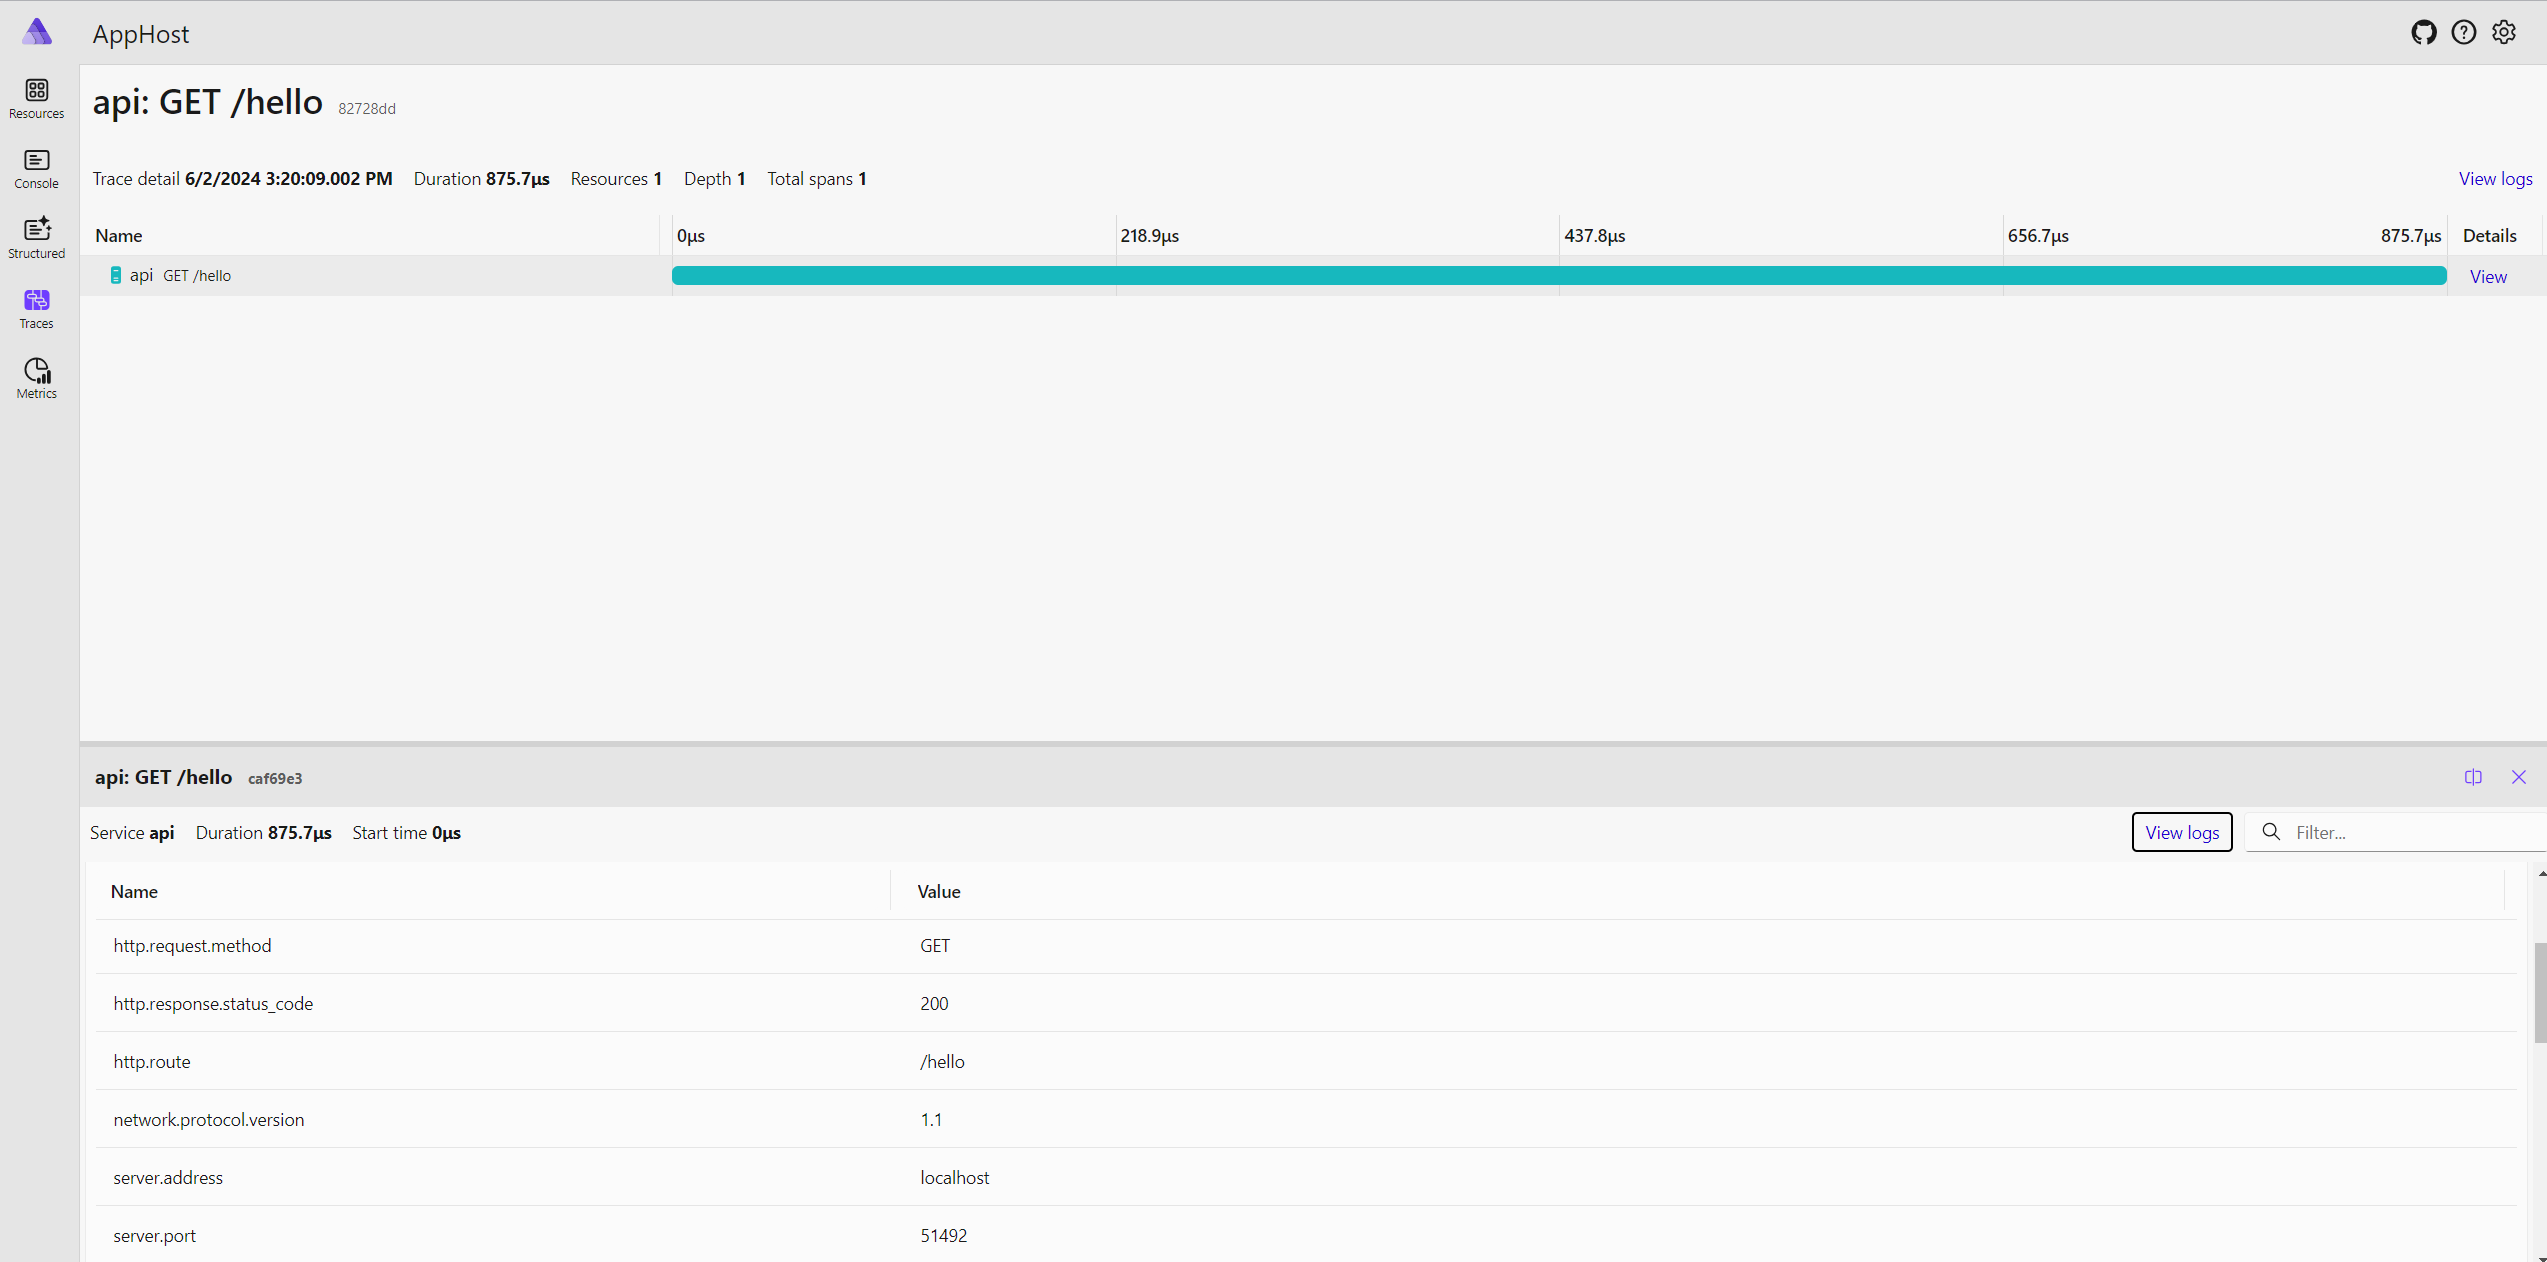 AppHost
Resources
Console
Structured
Traces
Metrics
api: GET /hello 82728dd
Trace detail 6/2/2024 3:20:09.002 PM Duration 875.7µs Resources 1 Depth 1 Total spans 1 View logs
Name 0µs 218.9µs 437.8µs 656.7µs 875.7µs Details
api GET /hello View
api: GET /hello caf69e3
Service api Duration 875.7µs Start time 0µs View logs Filter...
Name Value
http.request.method GET
http.response.status_code 200
http.route /hello
network.protocol.version 1.1
server.address localhost
server.port 51492